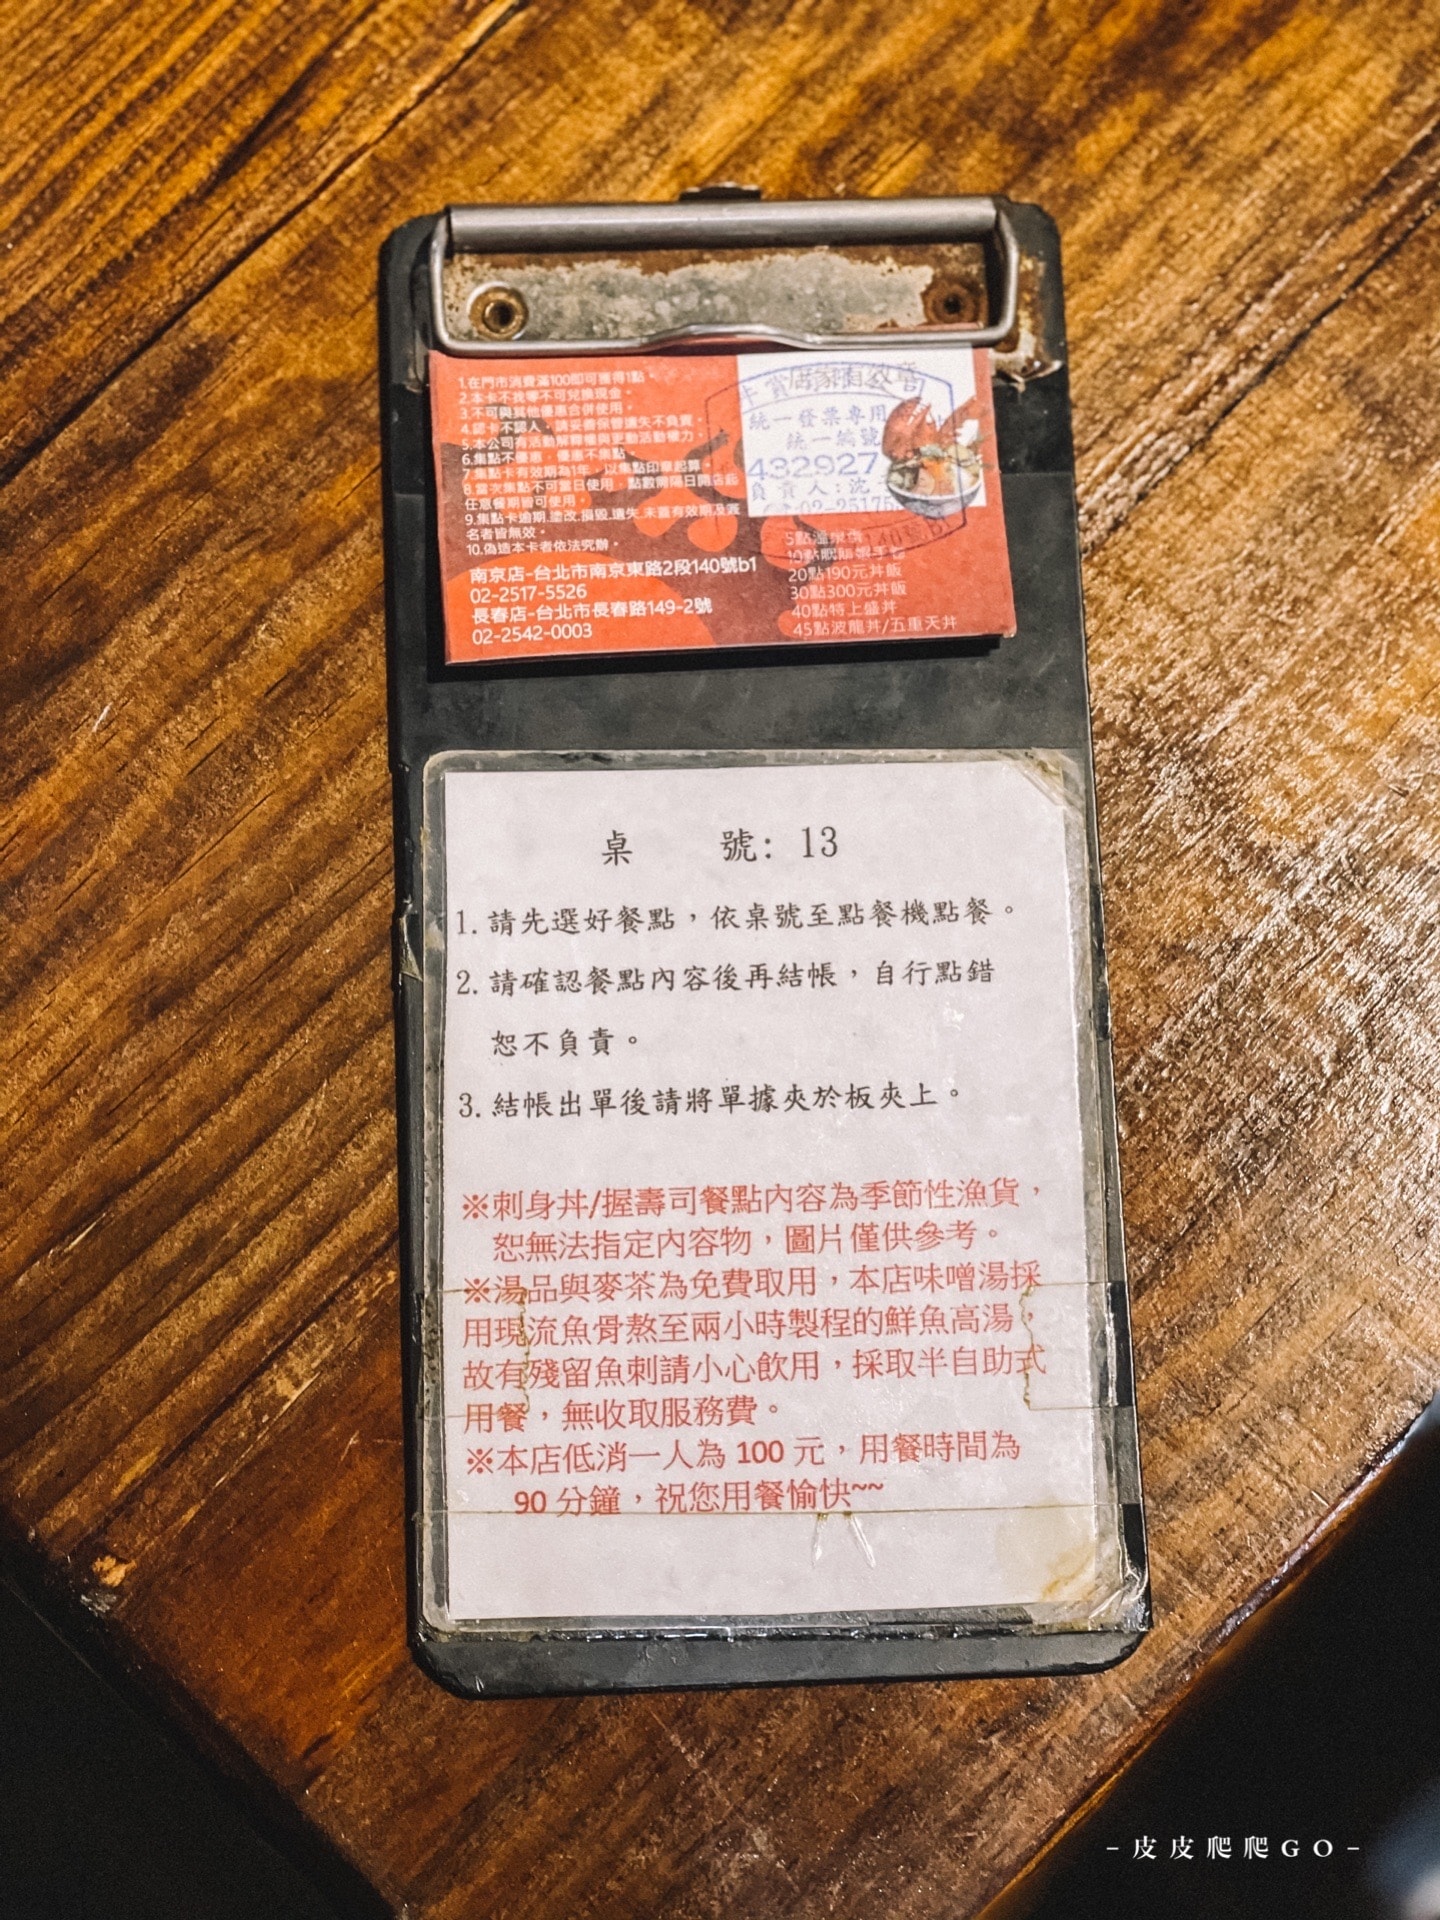 1.在門市消費滿100即可獲得1點。
2.本卡不找零不可兌換現金。
3.不可與其他優惠合併使用。
4.認卡不認人，請妥善保管遺失不負責。
5.本公司有活動解釋權與更動活動權力。
6.集點不優惠，優惠不集點
7.集點卡有效期為1年，以集點印章起算。
8.當次集點不可當日使用，點數需隔日開店起
任意餐期皆可使用。
9.集點卡逾期.塗改.損毀.遺失.未蓋有效期及簽
名者皆無效。
10.偽造本卡者依法究辦。
南京店-台北市南京東路2段140號b1
02-2517-5526
長春店-台北市長春路149-2號
02-2542-0003
統一發票專用
統一編號
432927
負責人:沈
5點溫泉蛋
20點190元丼飯
30點300元丼飯
40點特上盛丼
45點波龍丼/五重天丼
桌 號: 13
1.請先選好餐點，依桌號至點餐機點餐。
2.請確認餐點內容後再結帳，自行點錯
恕不負責。
3.結帳出單後請將單據夾於板夾上。
※刺身丼/握壽司餐點內容為季節性漁貨，
恕無法指定內容物，圖片僅供參考。
※湯品與麥茶為免費取用，本店味噌湯採
用現流魚骨熬至兩小時製程的鮮魚高湯，
故有殘留魚刺請小心飲用，採取半自助式
用餐，無收取服務費。
※本店低消一人為 100 元，用餐時間為
90 分鐘，祝您用餐愉快~~
-皮皮爬爬GO-